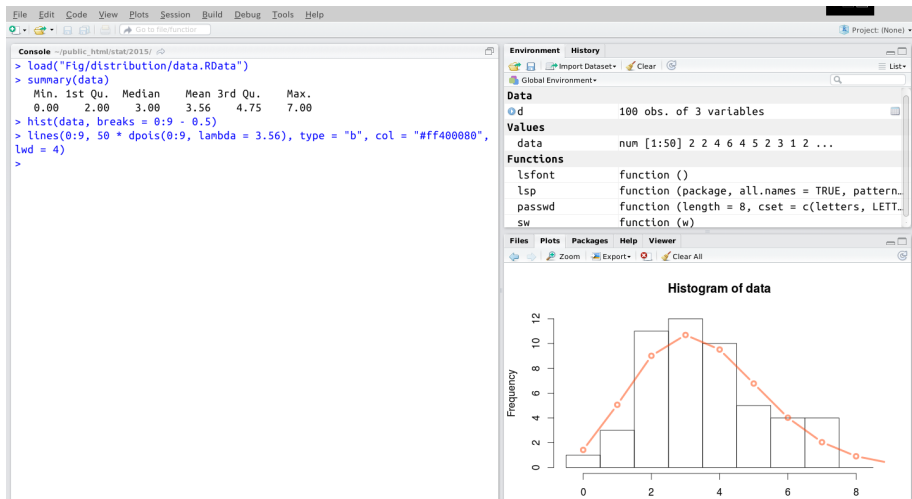 File Edit Code View Plots Session Build Debug Tools Help
Go to file/function
Project: (None)
Console ~/public_html/stat/2015/
> load("Fig/distribution/data.RData")
> summary(data)
Min. 1st Qu. Median Mean 3rd Qu. Max.
0.00 2.00 3.00 3.56 4.75 7.00
> hist(data, breaks = 0:9 - 0.5)
> lines(0:9, 50 * dpois(0:9, lambda = 3.56), type = "b", col = "#ff400080",
lwd = 4)
>
Environment History
Import Dataset Clear List
Global Environment
Data
d 100 obs. of 3 variables
Values
data num [1:50] 2 2 4 6 4 5 2 3 1 2 ...
Functions
lsfont function ()
lsp function (package, all.names = TRUE, pattern…
passwd function (length = 8, cset = c(letters, LETT…
sw function (w)
Files Plots Packages Help Viewer
Zoom Export Clear All
Histogram of data
Frequency
12
10
8
6
4
2
0
0 2 4 6 8